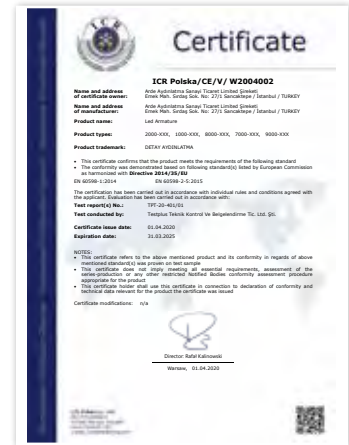 ICR
Certificate
ICR Polska/CE/V/ W2004002
Name and address of certificate owner: Arde Aydinlatma Sanayi Ticaret Limited Şireketi
Emek Mah. Sırdaş Sok. No: 27/1 Sancaktepe / İstanbul / TURKEY
Name and address of manufacturer: Arde Aydinlatma Sanayi Ticaret Limited Şireketi
Emek Mah. Sırdaş Sok. No: 27/1 Sancaktepe / İstanbul / TURKEY
Product name: Led Armature
Product types: 2000-XXX, 1000-XXX, 8000-XXX, 7000-XXX, 9000-XXX
Product trademark: DETAY AYDINLATMA
• This certificate confirms that the product meets the requirements of the following standard
• The conformity was demonstrated based on following standard(s) listed by European Commission
as harmonized with Directive 2014/35/EU
EN 60598-1:2014 EN 60598-2-5:2015
The certification has been carried out in accordance with individual rules and conditions agreed with
the applicant. Evaluation has been carried out in accordance with:
Test report(s) No.: TPT-20-401/01
Test conducted by: Testplus Teknik Kontrol Ve Belgelendirme Tic. Ltd. Şti.
Certificate issue date: 01.04.2020
Expiration date: 31.03.2025
NOTES:
• This certificate refers to the above mentioned product and its conformity in regards of above
mentioned standard(s) was proven on test sample
• This certificate does not imply meeting all essential requirements, assessment of the
series-production or any other restricted Notified Bodies conformity assessment procedure
appropriate for the product
• This certificate holder shall use this certificate in connection to declaration of conformity and
technical data relevant for the product the certificate was issued
Certificate modifications: n/a
Director: Rafał Kalinowski
Warsaw, 01.04.2020